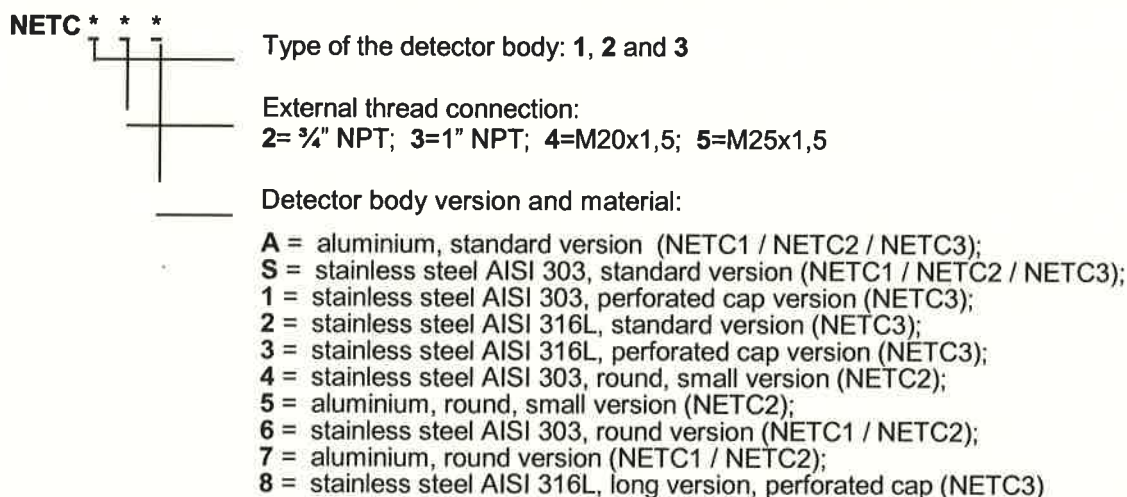 NETC * * *
Type of the detector body: 1, 2 and 3
External thread connection:
2= ¾" NPT; 3=1" NPT; 4=M20x1,5; 5=M25x1,5
Detector body version and material:
A = aluminium, standard version (NETC1 / NETC2 / NETC3);
S = stainless steel AISI 303, standard version (NETC1 / NETC2 / NETC3);
1 = stainless steel AISI 303, perforated cap version (NETC3);
2 = stainless steel AISI 316L, standard version (NETC3);
3 = stainless steel AISI 316L, perforated cap version (NETC3);
4 = stainless steel AISI 303, round, small version (NETC2);
5 = aluminium, round, small version (NETC2);
6 = stainless steel AISI 303, round version (NETC1 / NETC2);
7 = aluminium, round version (NETC1 / NETC2);
8 = stainless steel AISI 316L, long version, perforated cap (NETC3)